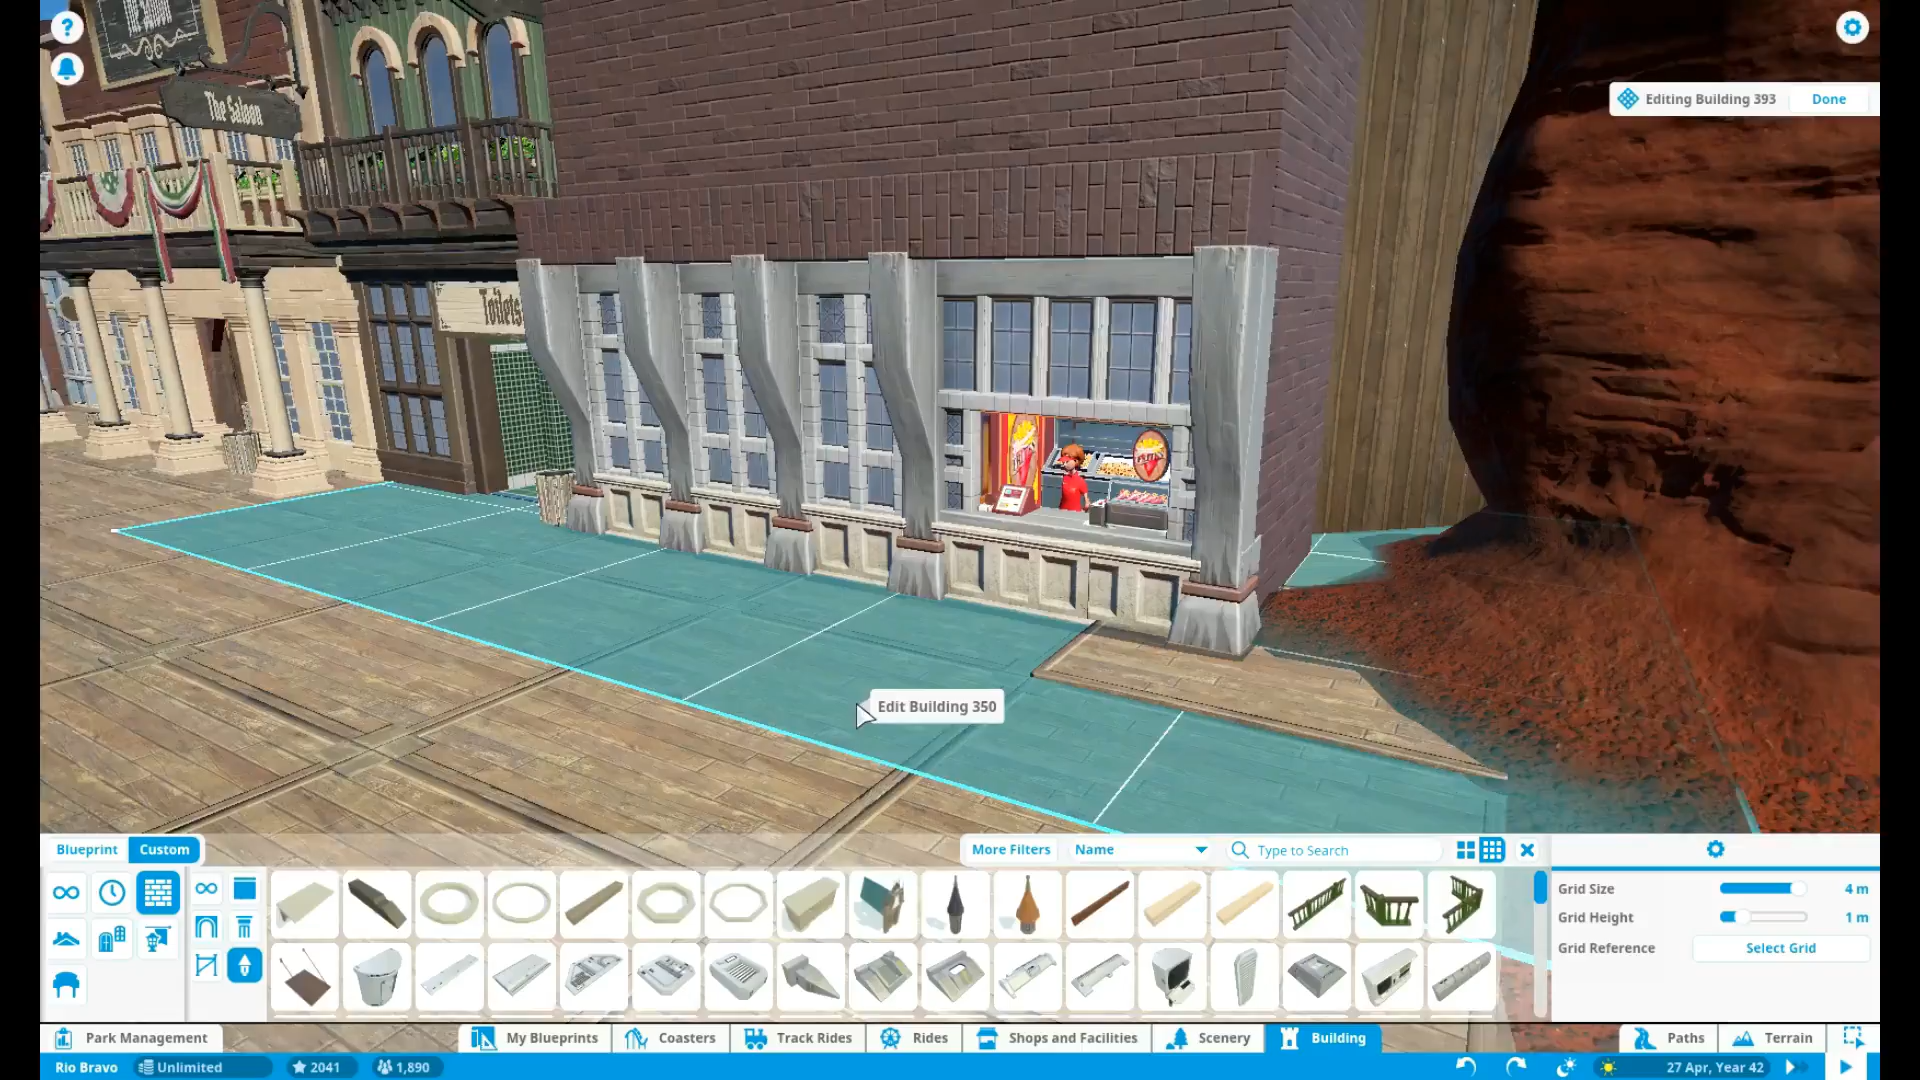 ?
The Saloon
Toilets
Editing Building 393
Done
Edit Building 350
Blueprint
Custom
More Filters
Name
Type to Search
Grid Size
4 m
Grid Height
1 m
Grid Reference
Select Grid
Park Management
My Blueprints
Coasters
Track Rides
Rides
Shops and Facilities
Scenery
Building
Paths
Terrain
Rio Bravo
Unlimited
2041
1,890
27 Apr, Year 42